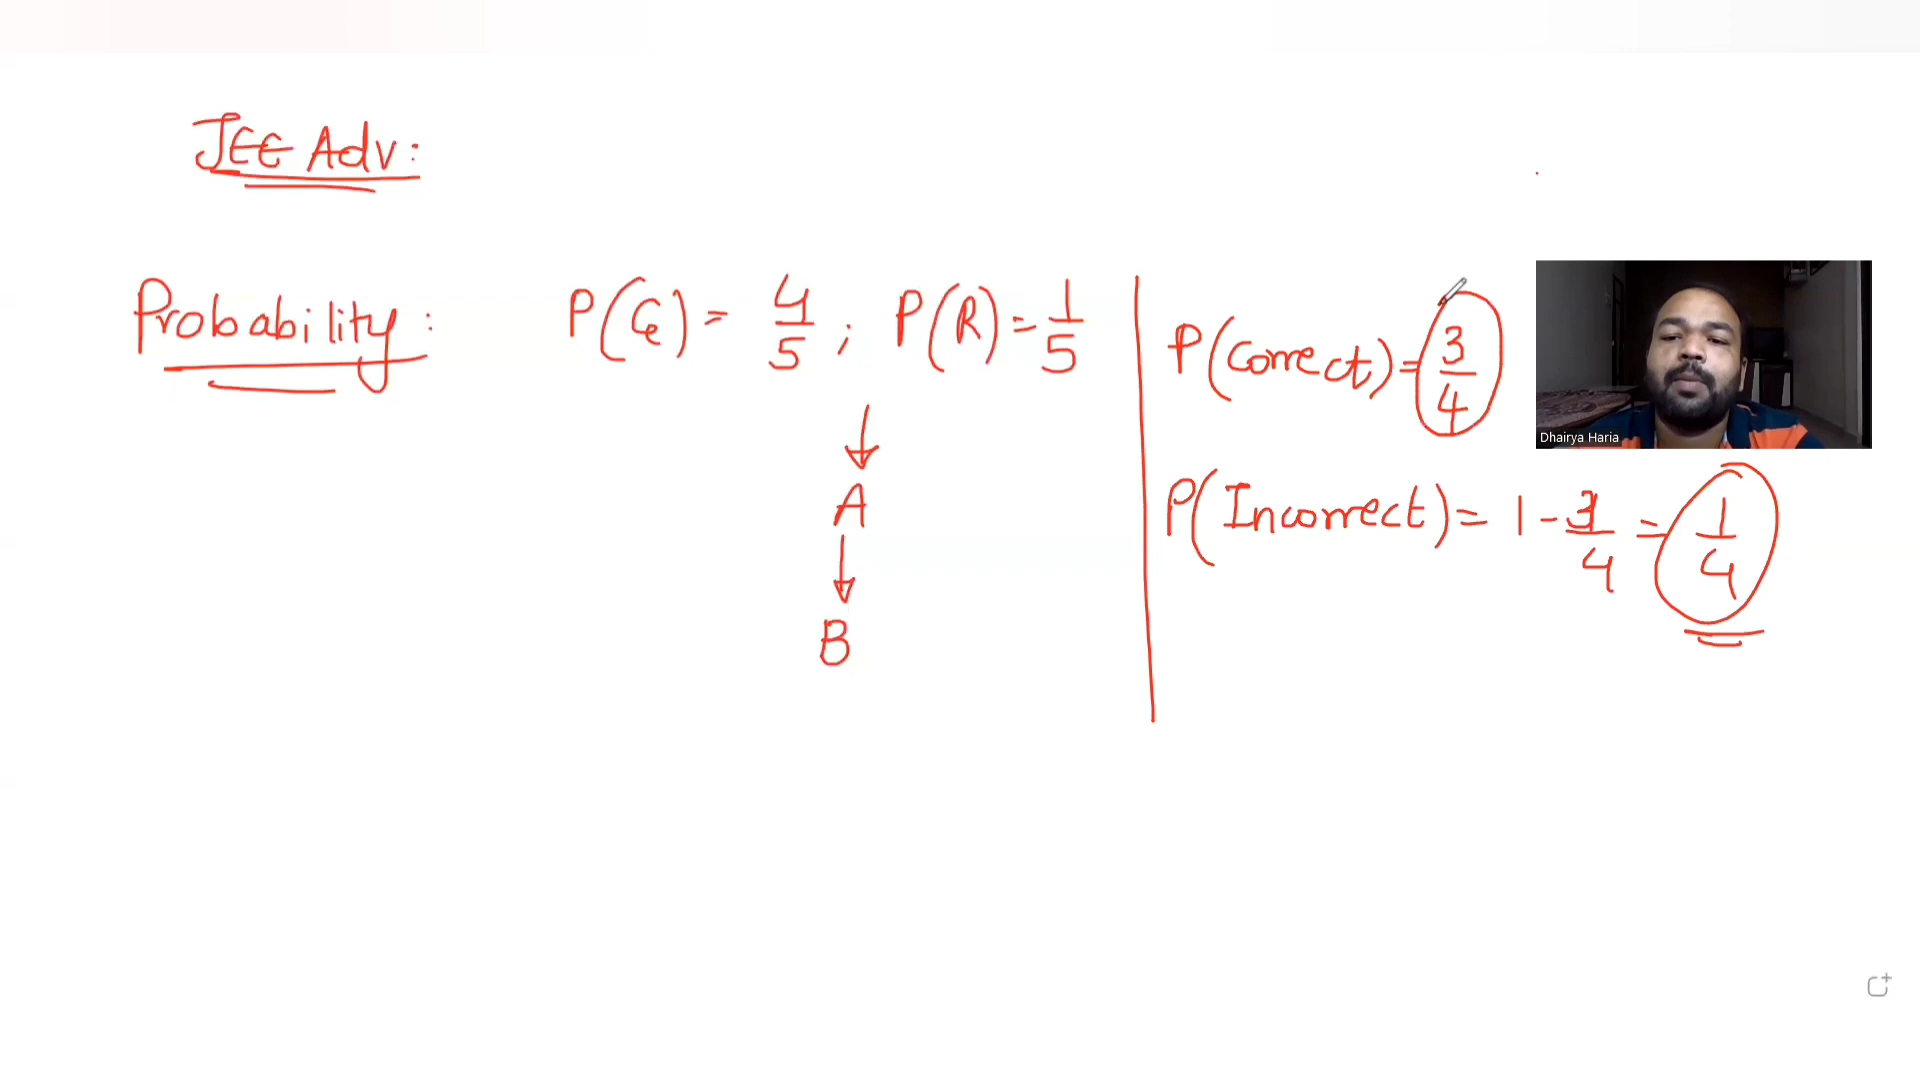 JEE Adv:
Probability: P(G) = 4/5 ; P(R) = 1/5
↓
A
↓
B
P(Correct) = 3/4
P(Incorrect) = 1 - 3/4 = 1/4
Dhairya Haria